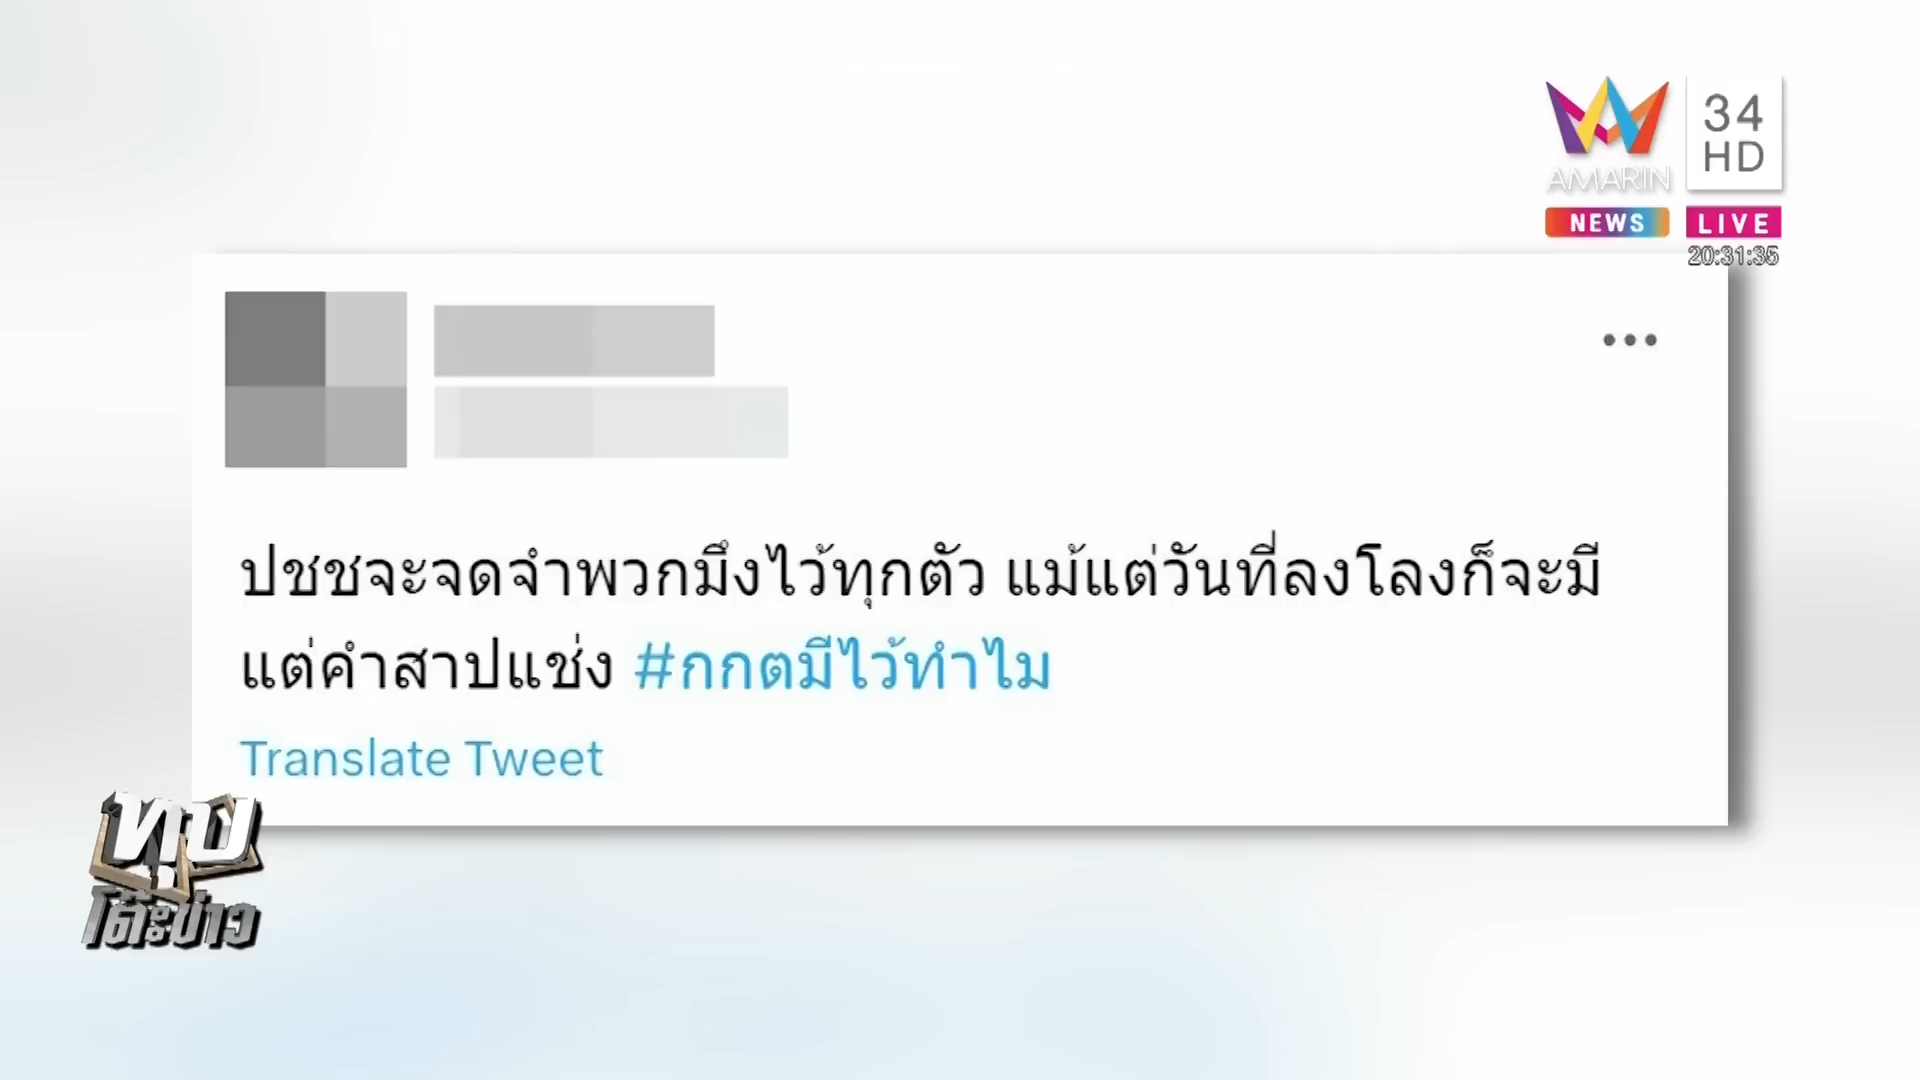 AMARIN
34
HD
NEWS
LIVE
20:31:35
ปชชจะจดจำพวกมึงไว้ทุกตัว แม้แต่วันที่ลงโลงก็จะมี
แต่คำสาปแช่ง #กกตมีไว้ทำไม
Translate Tweet
ทุบ
โต๊ะข่าว